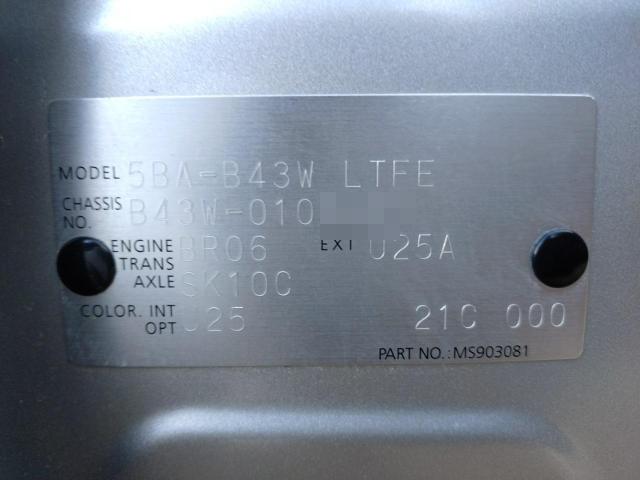 MODEL 5BA-B43W LTFE
CHASSIS NO. B43W-010
ENGINE BR06 EXT U25A
TRANS AXLE SK10C
COLOR. INT U25
OPT 21C 000
PART NO.:MS903081